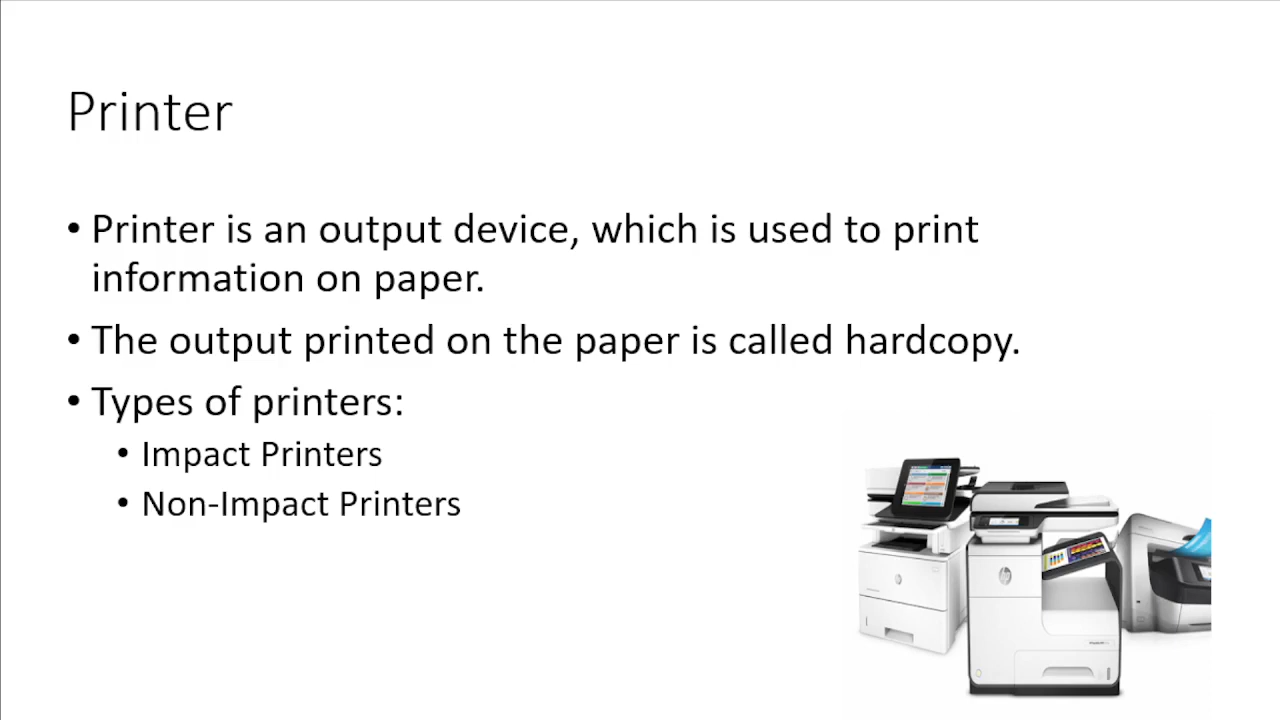 Printer
• Printer is an output device, which is used to print
information on paper.
• The output printed on the paper is called hardcopy.
• Types of printers:
• Impact Printers
• Non-Impact Printers